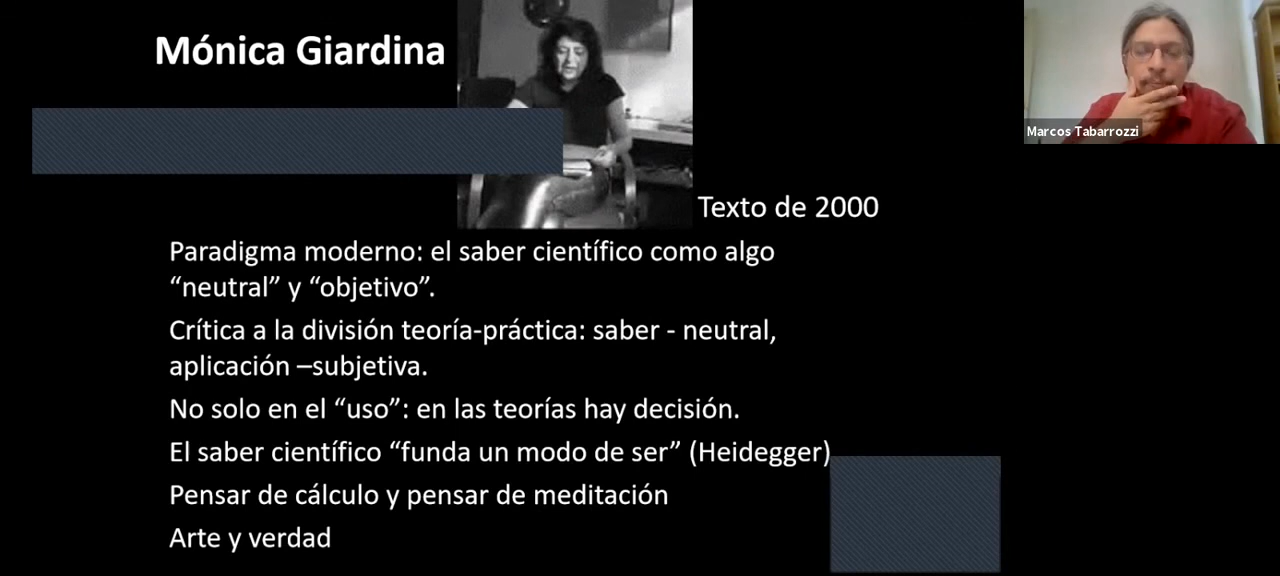 Mónica Giardina
Marcos Tabarrozzi
Texto de 2000
Paradigma moderno: el saber científico como algo
“neutral” y “objetivo”.
Crítica a la división teoría-práctica: saber - neutral,
aplicación –subjetiva.
No solo en el “uso”: en las teorías hay decisión.
El saber científico “funda un modo de ser” (Heidegger)
Pensar de cálculo y pensar de meditación
Arte y verdad